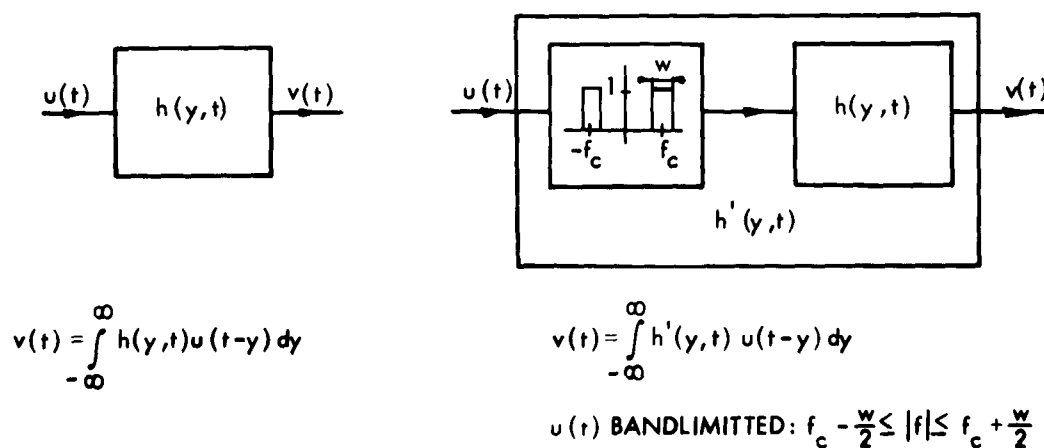 u(t)
h(y,t)
v(t)
u(t)
1
w
-f_c
f_c
h(y,t)
v(t)
h'(y,t)
v(t) = ∫_{-∞}^{∞} h(y,t)u(t-y) dy
v(t) = ∫_{-∞}^{∞} h'(y,t) u(t-y) dy
u(t) BANDLIMITTED: f_c - w/2 ≤ |f| ≤ f_c + w/2